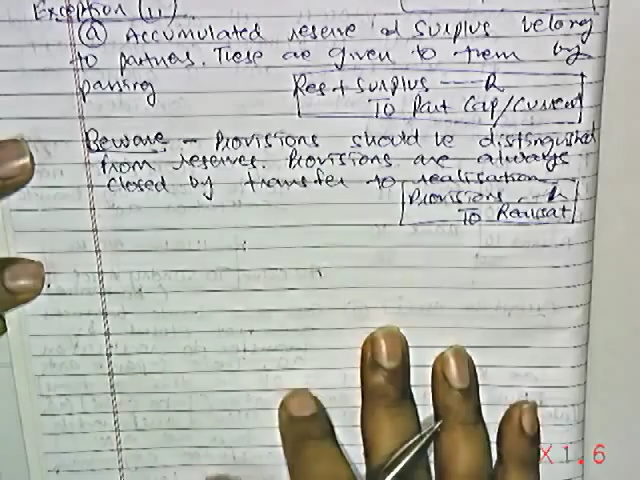 Exception (ii)
(a) Accumulated reserve & Surplus belong
to partners. These are given to them by
passing
Res + Surplus — Dr
To Part Cap/Current
Beware – Provisions should be distinguished
from reserves. Provisions are always
closed by transfer to realisation
Provisions — Dr
To Realisat
X1.6